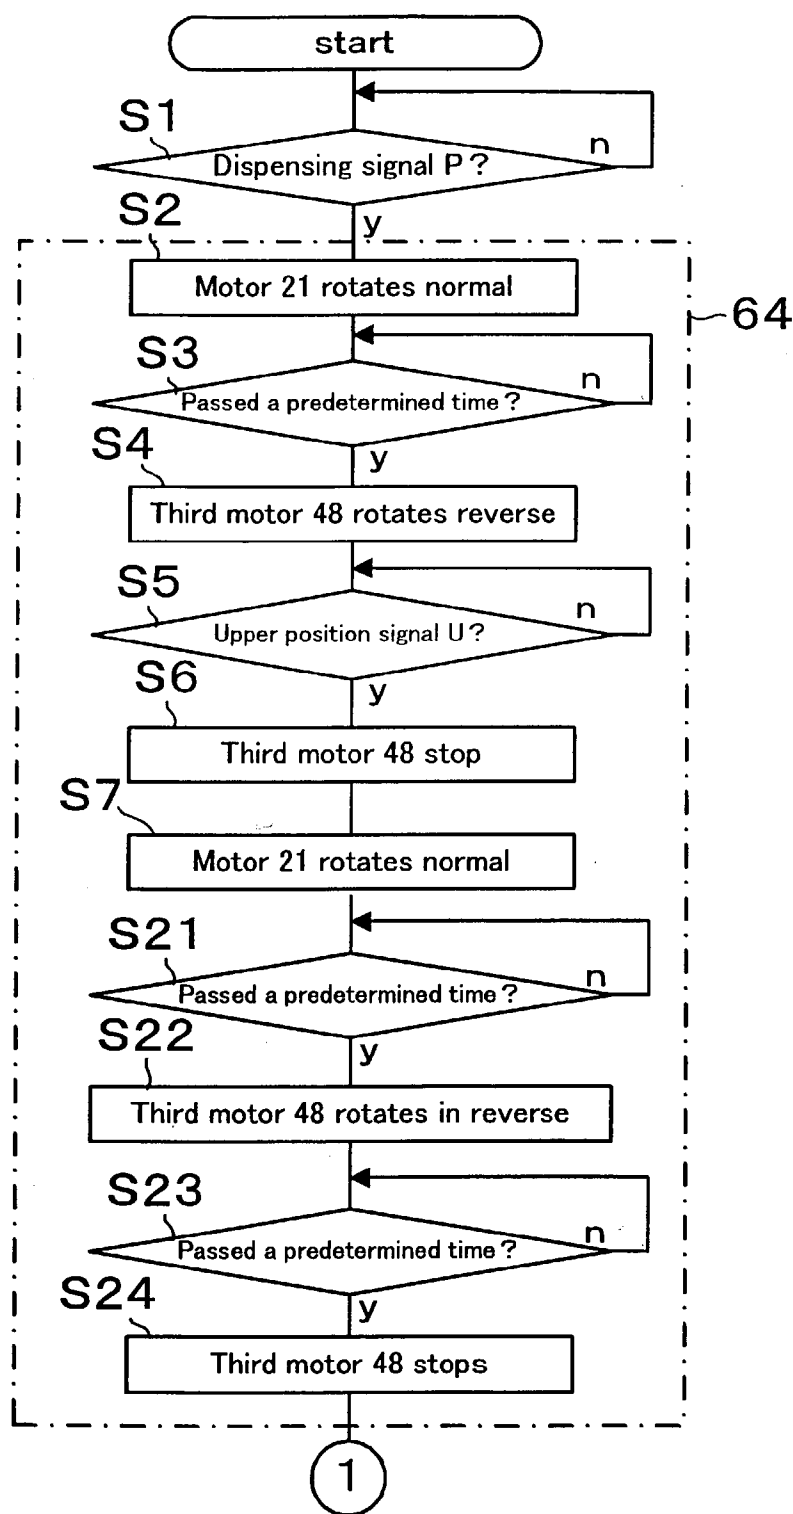 start
S1
Dispensing signal P?
n
y
S2
Motor 21 rotates normal
64
S3
Passed a predetermined time?
n
y
S4
Third motor 48 rotates reverse
S5
Upper position signal U?
n
y
S6
Third motor 48 stop
S7
Motor 21 rotates normal
S21
Passed a predetermined time?
n
y
S22
Third motor 48 rotates in reverse
S23
Passed a predetermined time?
n
y
S24
Third motor 48 stops
1